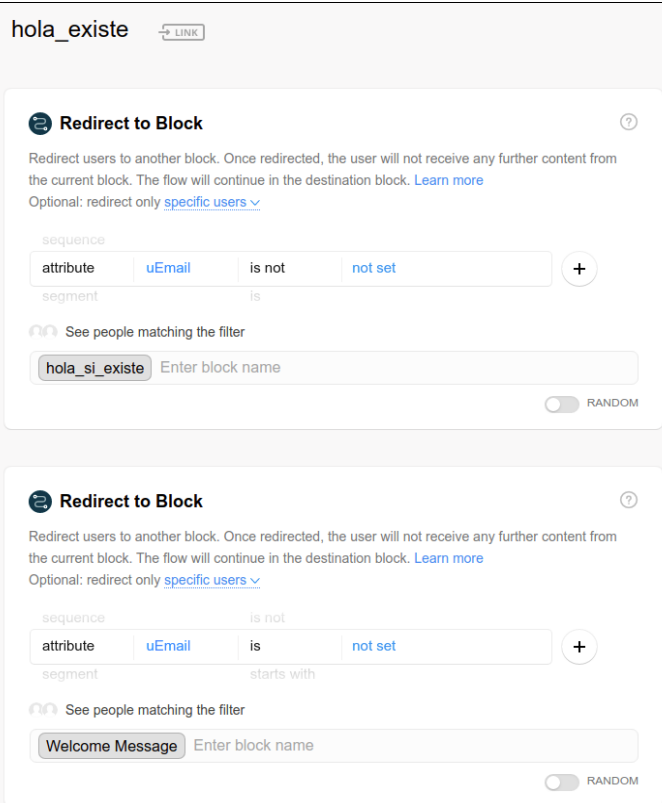 hola_existe LINK
Redirect to Block ?
Redirect users to another block. Once redirected, the user will not receive any further content from
the current block. The flow will continue in the destination block. Learn more
Optional: redirect only specific users
sequence
attribute uEmail is not not set +
segment is
See people matching the filter
hola_si_existe Enter block name
RANDOM
Redirect to Block ?
Redirect users to another block. Once redirected, the user will not receive any further content from
the current block. The flow will continue in the destination block. Learn more
Optional: redirect only specific users
sequence is not
attribute uEmail is not set +
segment starts with
See people matching the filter
Welcome Message Enter block name
RANDOM